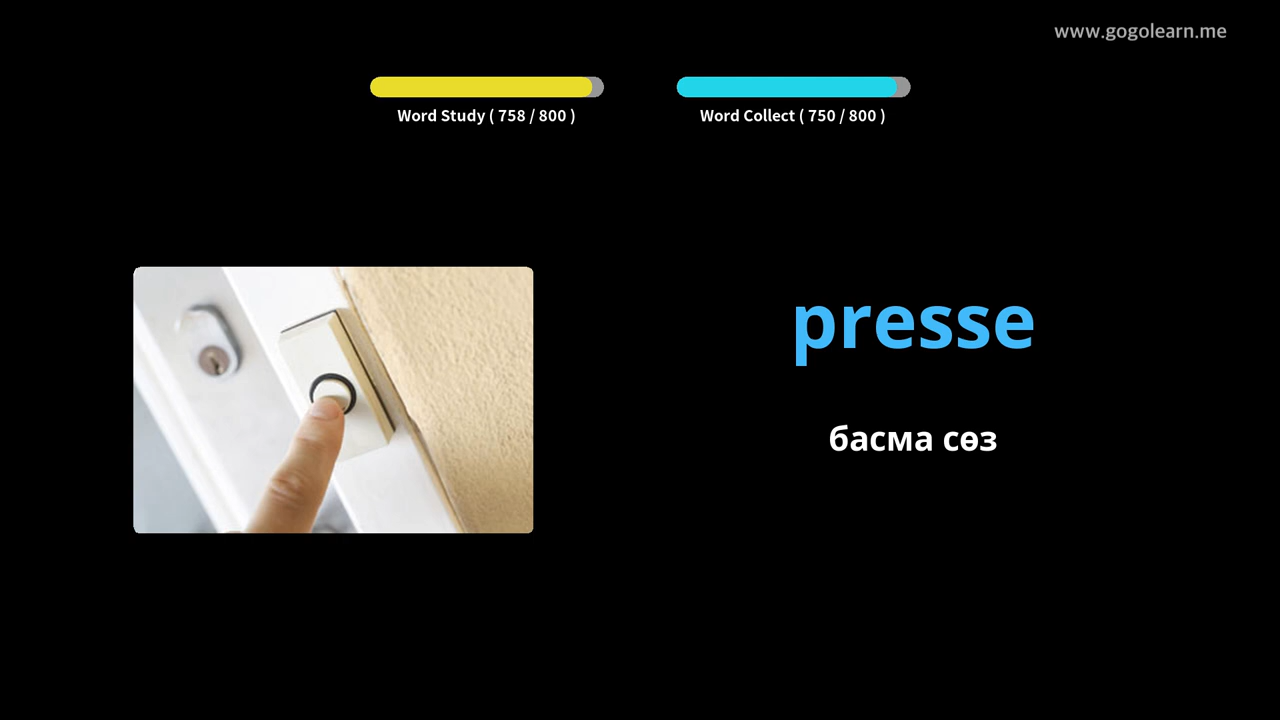 www.gogolearn.me
Word Study ( 758 / 800 )
Word Collect ( 750 / 800 )
presse
басма сөз